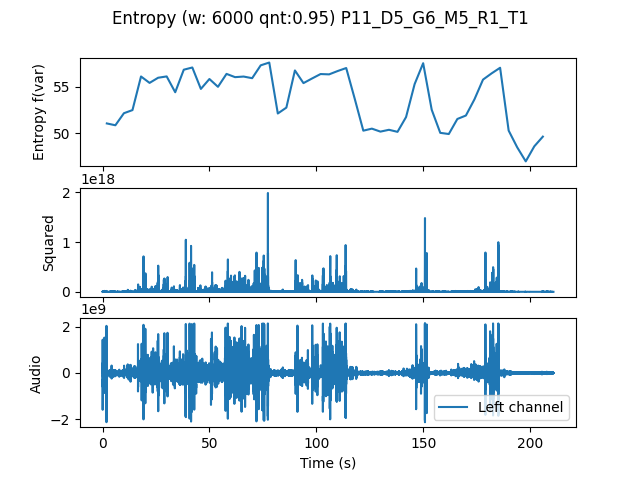 Entropy (w: 6000 qnt:0.95) P11_D5_G6_M5_R1_T1
Entropy f(var)
55
50
1e18
Squared
2
1
0
1e9
Audio
2
0
−2
Left channel
0
50
100
150
200
Time (s)